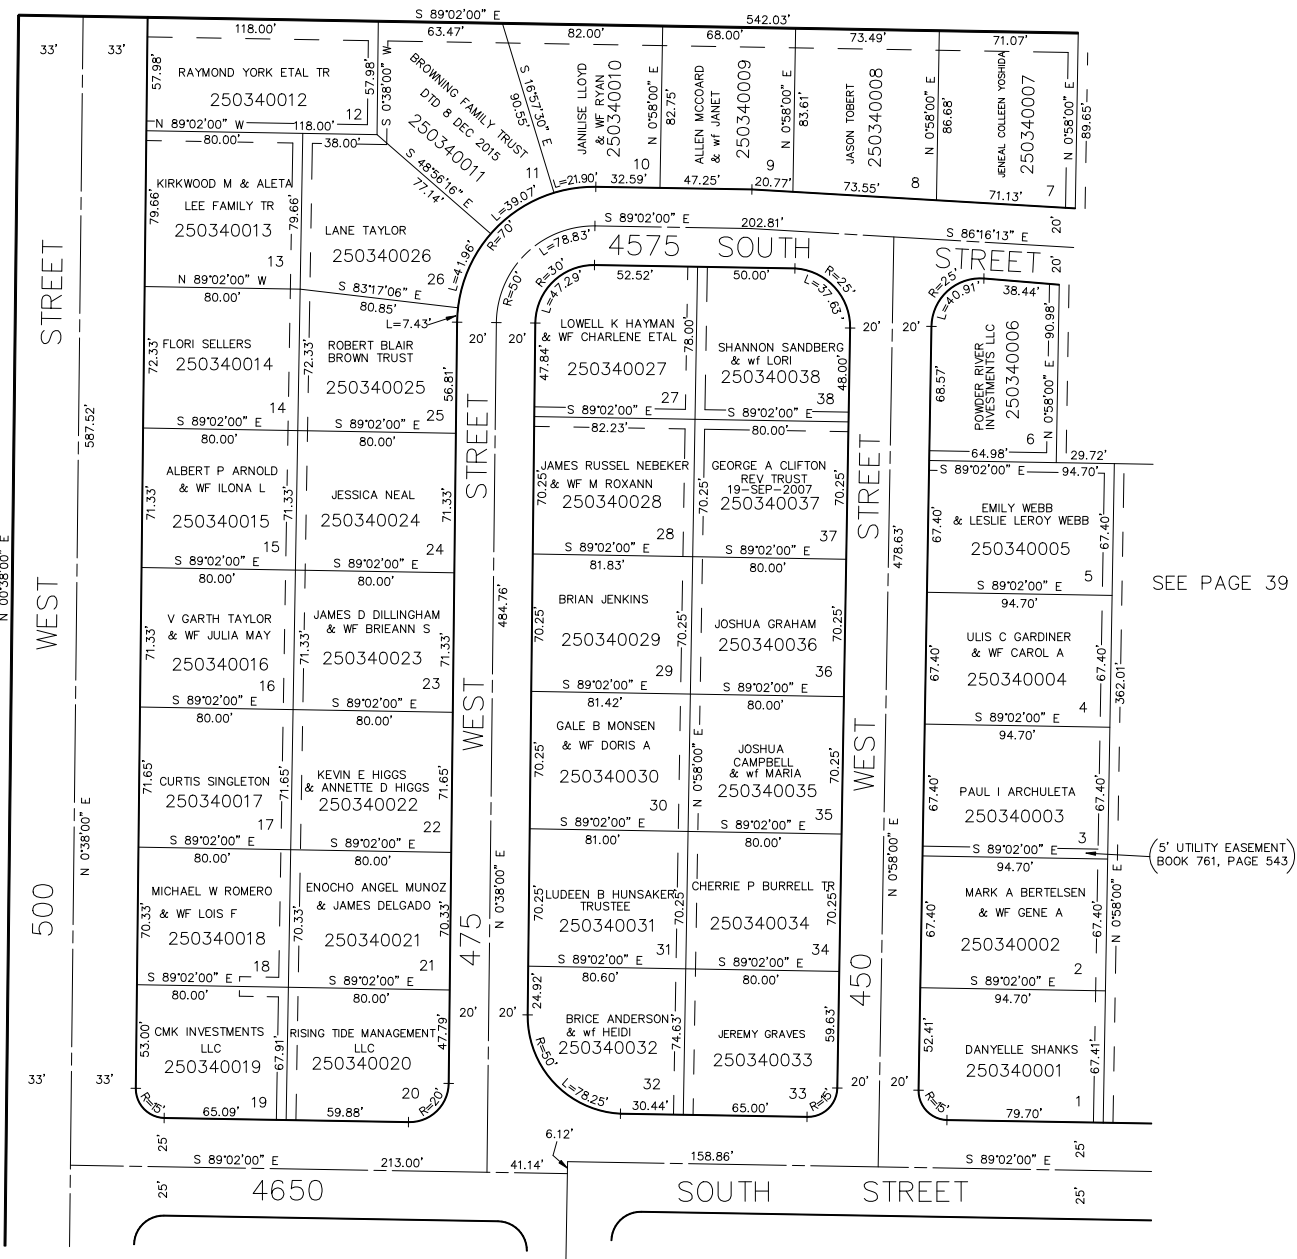 S 89°02'00" E
542.03'
33'
33'
118.00'
63.47'
82.00'
68.00'
73.49'
71.07'
57.98'
RAYMOND YORK ETAL TR
250340012
57.98'
12
N 89°02'00" W
118.00'
S 0°38'00" W
BROWNING FAMILY TRUST
DTD 8 DEC 2015
250340011
11
S 16°57'30" E
90.55'
JANILISE LLOYD
& WF RYAN
250340010
10
N 0°58'00" E
82.75'
ALLEN MCCOARD
& wf JANET
250340009
9
N 0°58'00" E
83.61'
JASON TOBERT
250340008
8
N 0°58'00" E
86.68'
JENEAL COLLEEN YOSHIDA
250340007
7
N 0°58'00" E
89.65'
80.00'
38.00'
S 48°56'16" E
77.14'
L=39.07'
L=21.90'
32.59'
47.25'
20.77'
73.55'
71.13'
KIRKWOOD M & ALETA
LEE FAMILY TR
250340013
13
79.66'
79.66'
LANE TAYLOR
250340026
26
L=41.96'
R=70'
L=78.83'
R=50'
S 89°02'00" E
202.81'
S 86°16'13" E
20'
20'
4575 SOUTH STREET
N 89°02'00" W
80.00'
S 83°17'06" E
80.85'
L=7.43'
R=30'
L=47.29'
52.52'
50.00'
R=25'
L=37.63'
R=25'
L=40.91'
38.44'
20'
20'
20'
20'
FLORI SELLERS
250340014
14
72.33'
72.33'
ROBERT BLAIR
BROWN TRUST
250340025
25
56.81'
LOWELL K HAYMAN
& WF CHARLENE ETAL
250340027
27
47.84'
78.00'
SHANNON SANDBERG
& wf LORI
250340038
38
48.00'
POWDER RIVER
INVESTMENTS LLC
250340006
6
68.57'
N 0°58'00" E
90.98'
S 89°02'00" E
80.00'
S 89°02'00" E
80.00'
S 89°02'00" E
82.23'
S 89°02'00" E
80.00'
64.98'
29.72'
S 89°02'00" E
94.70'
587.52'
ALBERT P ARNOLD
& WF ILONA L
250340015
15
71.33'
71.33'
JESSICA NEAL
250340024
24
71.33'
JAMES RUSSEL NEBEKER
& WF M ROXANN
250340028
28
70.25'
70.25'
GEORGE A CLIFTON
REV TRUST
19-SEP-2007
250340037
37
70.25'
478.63'
EMILY WEBB
& LESLIE LEROY WEBB
250340005
5
67.40'
67.40'
S 89°02'00" E
80.00'
S 89°02'00" E
80.00'
S 89°02'00" E
81.83'
S 89°02'00" E
80.00'
S 89°02'00" E
94.70'
SEE PAGE 39
N 00°38'00" E
500 WEST STREET
N 0°38'00" E
V GARTH TAYLOR
& WF JULIA MAY
250340016
16
71.33'
71.33'
JAMES D DILLINGHAM
& WF BRIEANN S
250340023
23
71.33'
475 WEST STREET
484.76'
N 0°38'00" E
BRIAN JENKINS
250340029
29
70.25'
70.25'
JOSHUA GRAHAM
250340036
36
70.25'
450 WEST STREET
N 0°58'00" E
ULIS C GARDINER
& WF CAROL A
250340004
4
67.40'
67.40'
362.01'
S 89°02'00" E
80.00'
S 89°02'00" E
80.00'
S 89°02'00" E
81.42'
S 89°02'00" E
80.00'
S 89°02'00" E
94.70'
CURTIS SINGLETON
250340017
17
71.65'
71.65'
KEVIN E HIGGS
& ANNETTE D HIGGS
250340022
22
71.65'
GALE B MONSEN
& WF DORIS A
250340030
30
70.25'
N 0°58'00" E
JOSHUA
CAMPBELL
& wf MARIA
250340035
35
70.25'
PAUL I ARCHULETA
250340003
3
67.40'
67.40'
S 89°02'00" E
80.00'
S 89°02'00" E
80.00'
S 89°02'00" E
81.00'
S 89°02'00" E
80.00'
S 89°02'00" E
94.70'
(5' UTILITY EASEMENT)
BOOK 761, PAGE 543
MICHAEL W ROMERO
& WF LOIS F
250340018
18
70.33'
70.33'
ENOCHO ANGEL MUNOZ
& JAMES DELGADO
250340021
21
70.33'
LUDEEN B HUNSAKER
TRUSTEE
250340031
31
70.25'
70.25'
CHERRIE P BURRELL TR
250340034
34
70.25'
MARK A BERTELSEN
& WF GENE A
250340002
2
67.40'
67.40'
N 0°58'00" E
S 89°02'00" E
80.00'
S 89°02'00" E
80.00'
S 89°02'00" E
80.60'
S 89°02'00" E
80.00'
S 89°02'00" E
94.70'
20'
20'
CMK INVESTMENTS
LLC
250340019
19
53.00'
67.91'
RISING TIDE MANAGEMENT
LLC
250340020
20
47.79'
24.92'
BRICE ANDERSON
& wf HEIDI
250340032
32
74.63'
JEREMY GRAVES
250340033
33
59.63'
DANYELLE SHANKS
250340001
1
52.41'
67.41'
33'
33'
R=15'
65.09'
59.88'
R=20'
R=50'
L=78.25'
30.44'
65.00'
R=15'
20'
20'
R=15'
79.70'
25'
6.12'
25'
S 89°02'00" E
213.00'
41.14'
158.86'
S 89°02'00" E
25'
25'
4650 SOUTH STREET